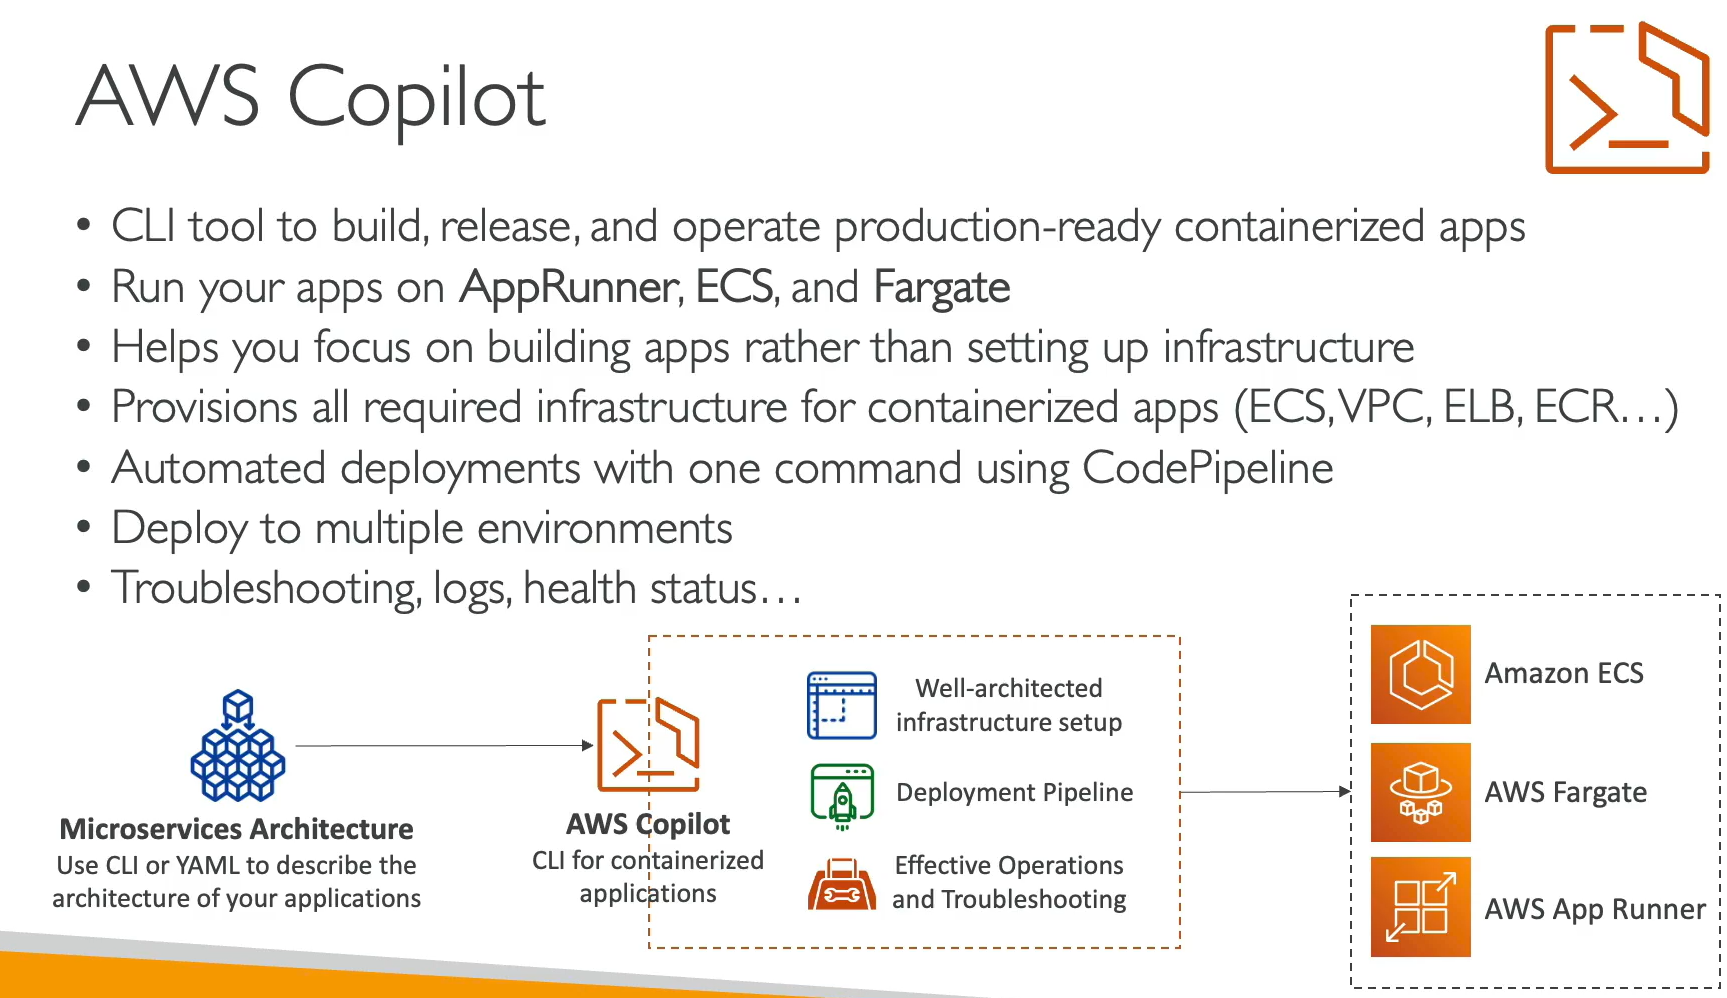 AWS Copilot
• CLI tool to build, release, and operate production-ready containerized apps
• Run your apps on AppRunner, ECS, and Fargate
• Helps you focus on building apps rather than setting up infrastructure
• Provisions all required infrastructure for containerized apps (ECS, VPC, ELB, ECR…)
• Automated deployments with one command using CodePipeline
• Deploy to multiple environments
• Troubleshooting, logs, health status…
Microservices Architecture
Use CLI or YAML to describe the
architecture of your applications
AWS Copilot
CLI for containerized
applications
Well-architected
infrastructure setup
Deployment Pipeline
Effective Operations
and Troubleshooting
Amazon ECS
AWS Fargate
AWS App Runner